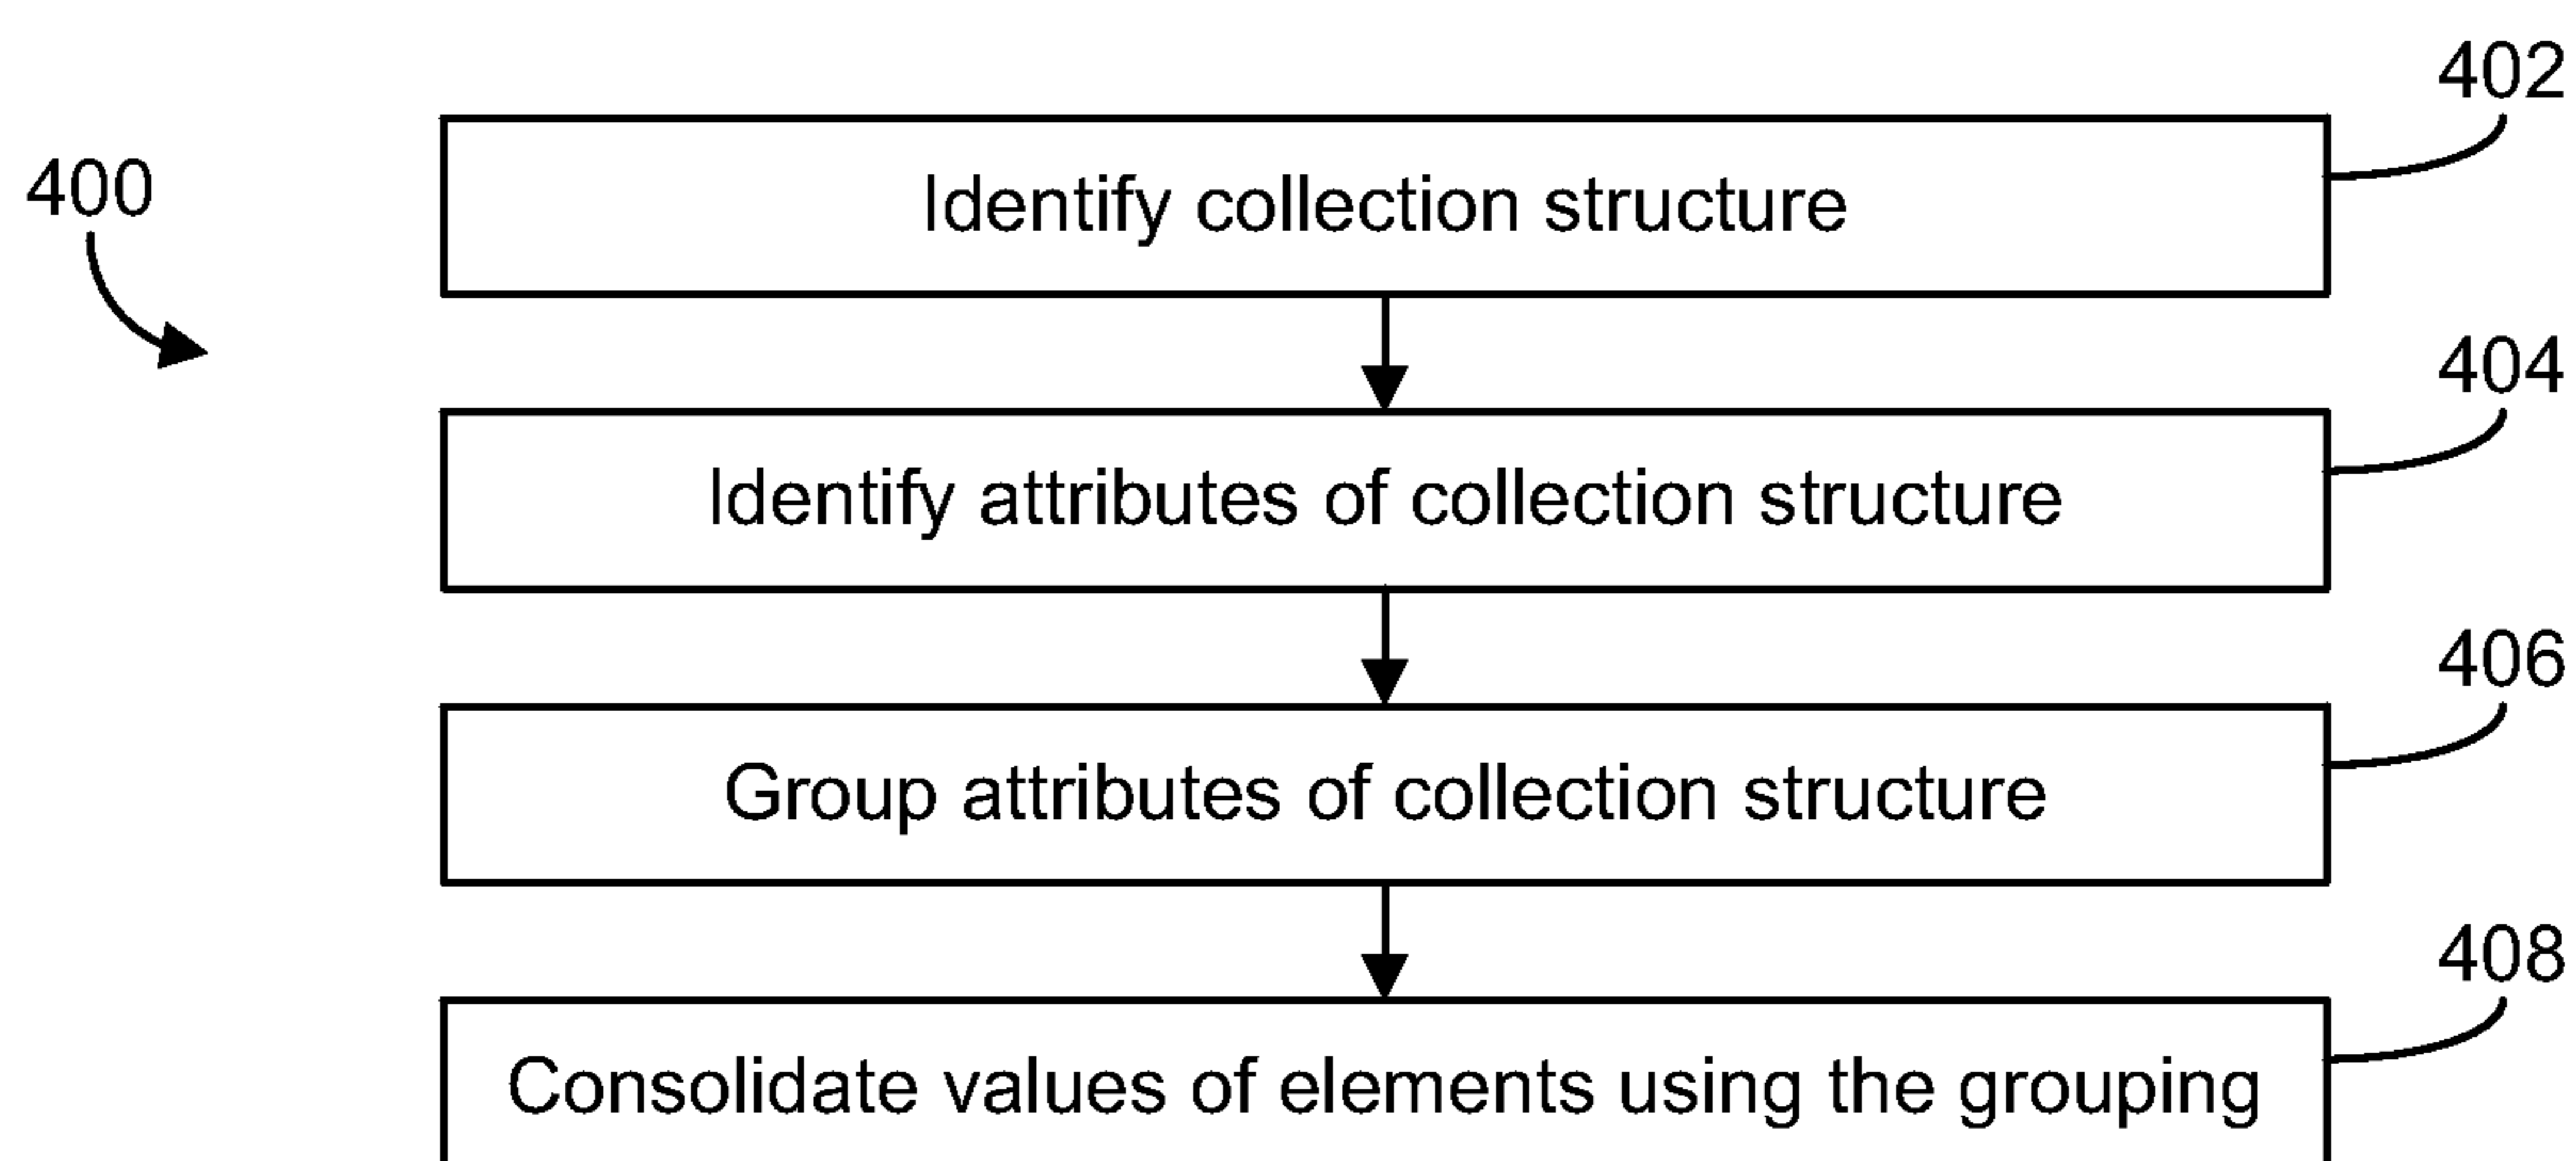 402
400
Identify collection structure
404
Identify attributes of collection structure
406
Group attributes of collection structure
408
Consolidate values of elements using the grouping